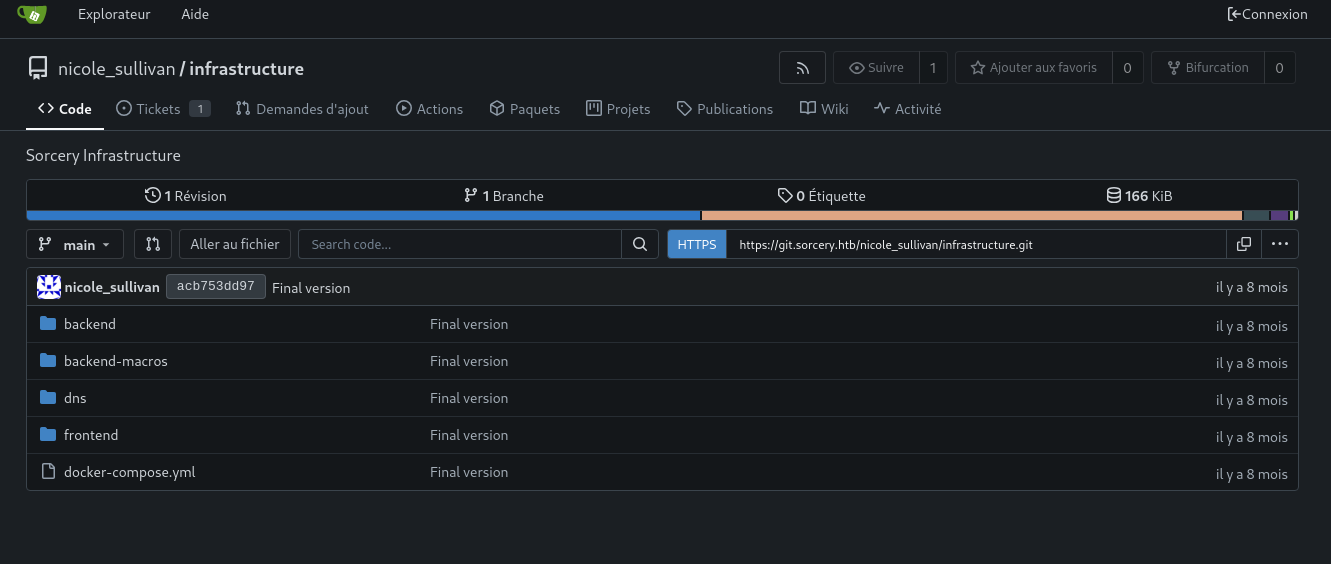 Explorateur Aide Connexion
nicole_sullivan / infrastructure Suivre 1 Ajouter aux favoris 0 Bifurcation 0
Code Tickets 1 Demandes d'ajout Actions Paquets Projets Publications Wiki Activité
Sorcery Infrastructure
1 Révision 1 Branche 0 Étiquette 166 KiB
main Aller au fichier Search code... HTTPS https://git.sorcery.htb/nicole_sullivan/infrastructure.git
nicole_sullivan acb753dd97 Final version il y a 8 mois
backend Final version il y a 8 mois
backend-macros Final version il y a 8 mois
dns Final version il y a 8 mois
frontend Final version il y a 8 mois
docker-compose.yml Final version il y a 8 mois